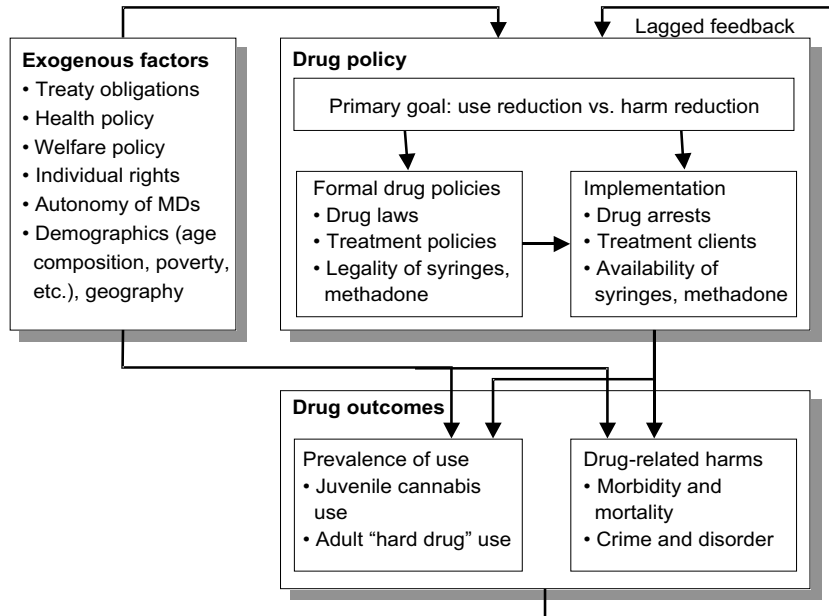 Lagged feedback
Exogenous factors
• Treaty obligations
• Health policy
• Welfare policy
• Individual rights
• Autonomy of MDs
• Demographics (age
composition, poverty,
etc.), geography
Drug policy
Primary goal: use reduction vs. harm reduction
Formal drug policies
• Drug laws
• Treatment policies
• Legality of syringes,
methadone
Implementation
• Drug arrests
• Treatment clients
• Availability of
syringes, methadone
Drug outcomes
Prevalence of use
• Juvenile cannabis
use
• Adult “hard drug” use
Drug-related harms
• Morbidity and
mortality
• Crime and disorder